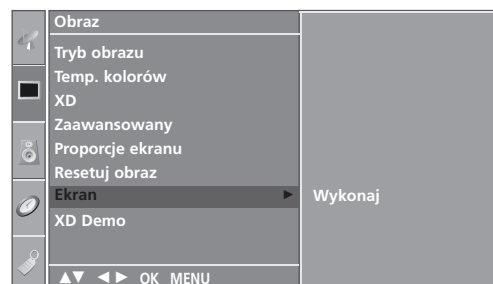 Obraz
Tryb obrazu
Temp. kolorów
XD
Zaawansowany
Proporcje ekranu
Resetuj obraz
Ekran ► Wykonaj
XD Demo
▲▼ ◄► OK MENU